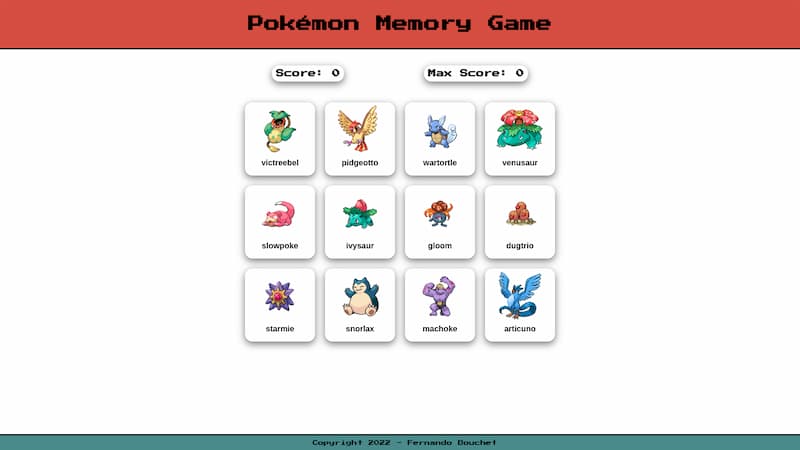 Pokémon Memory Game
Score: 0 Max Score: 0
victreebel pidgeotto wartortle venusaur
slowpoke ivysaur gloom dugtrio
starmie snorlax machoke articuno
Copyright 2022 - Fernando Bouchet